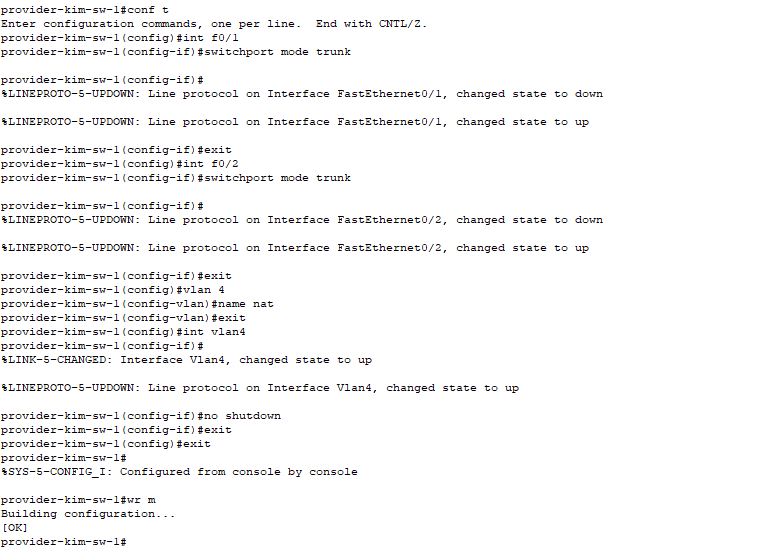 provider-kim-sw-1#conf t
Enter configuration commands, one per line.  End with CNTL/Z.
provider-kim-sw-1(config)#int f0/1
provider-kim-sw-1(config-if)#switchport mode trunk
provider-kim-sw-1(config-if)#
%LINEPROTO-5-UPDOWN: Line protocol on Interface FastEthernet0/1, changed state to down
%LINEPROTO-5-UPDOWN: Line protocol on Interface FastEthernet0/1, changed state to up
provider-kim-sw-1(config-if)#exit
provider-kim-sw-1(config)#int f0/2
provider-kim-sw-1(config-if)#switchport mode trunk
provider-kim-sw-1(config-if)#
%LINEPROTO-5-UPDOWN: Line protocol on Interface FastEthernet0/2, changed state to down
%LINEPROTO-5-UPDOWN: Line protocol on Interface FastEthernet0/2, changed state to up
provider-kim-sw-1(config-if)#exit
provider-kim-sw-1(config)#vlan 4
provider-kim-sw-1(config-vlan)#name nat
provider-kim-sw-1(config-vlan)#exit
provider-kim-sw-1(config)#int vlan4
provider-kim-sw-1(config-if)#
%LINK-5-CHANGED: Interface Vlan4, changed state to up
%LINEPROTO-5-UPDOWN: Line protocol on Interface Vlan4, changed state to up
provider-kim-sw-1(config-if)#no shutdown
provider-kim-sw-1(config-if)#exit
provider-kim-sw-1(config)#exit
provider-kim-sw-1#
%SYS-5-CONFIG_I: Configured from console by console
provider-kim-sw-1#wr m
Building configuration...
[OK]
provider-kim-sw-1#